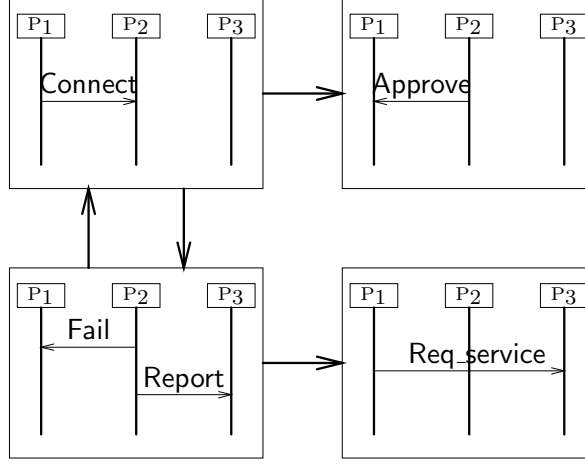 P1 P2 P3
Connect
P1 P2 P3
Approve
P1 P2 P3
Fail
Report
P1 P2 P3
Req_service